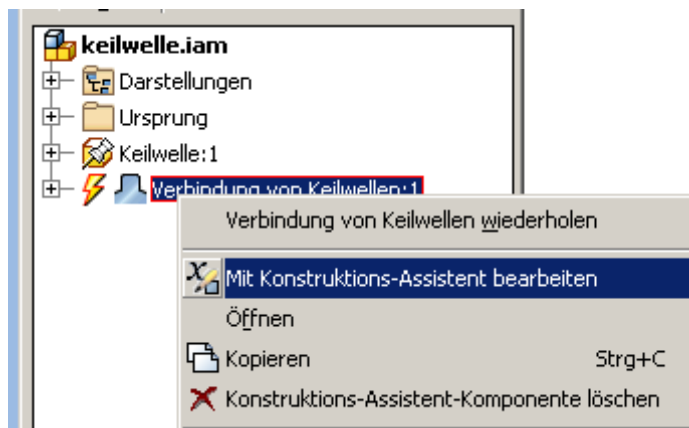 keilwelle.iam
Darstellungen
Ursprung
Keilwelle:1
Verbindung von Keilwellen:1
Verbindung von Keilwellen wiederholen
Mit Konstruktions-Assistent bearbeiten
Öffnen
Kopieren Strg+C
Konstruktions-Assistent-Komponente löschen